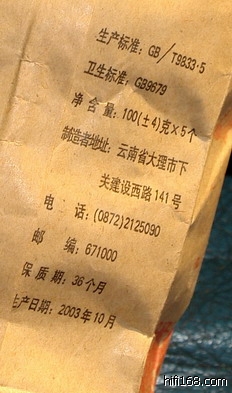 生产标准：GB/T9833·5
卫生标准：GB9679
净含量：100(±4)克×5个
制造者地址：云南省大理市下
关建设西路141号
电话：(0872)2125090
邮编：671000
保质期：36个月
生产日期：2003年10月
hifi168.com